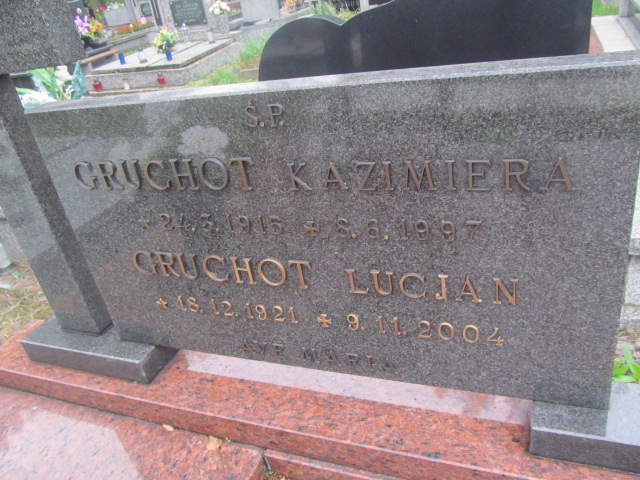 Ś.P.
GRUCHOT KAZIMIERA
* 24.3.1915 ✠ 8.6.1997
GRUCHOT LUCJAN
* 18.12.1921 ✠ 9.11.2004
AVE MARIA